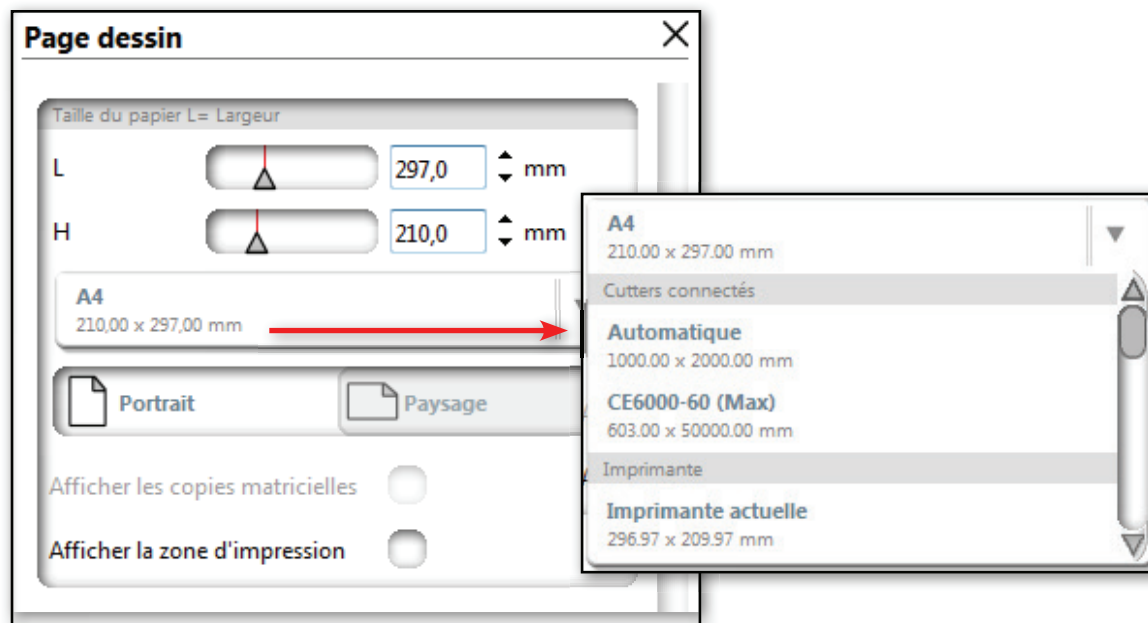 Page dessin
Taille du papier L= Largeur
L 297,0 mm
H 210,0 mm
A4
210,00 x 297,00 mm
Portrait Paysage
Afficher les copies matricielles
Afficher la zone d'impression
A4
210.00 x 297.00 mm
Cutters connectés
Automatique
1000.00 x 2000.00 mm
CE6000-60 (Max)
603.00 x 50000.00 mm
Imprimante
Imprimante actuelle
296.97 x 209.97 mm